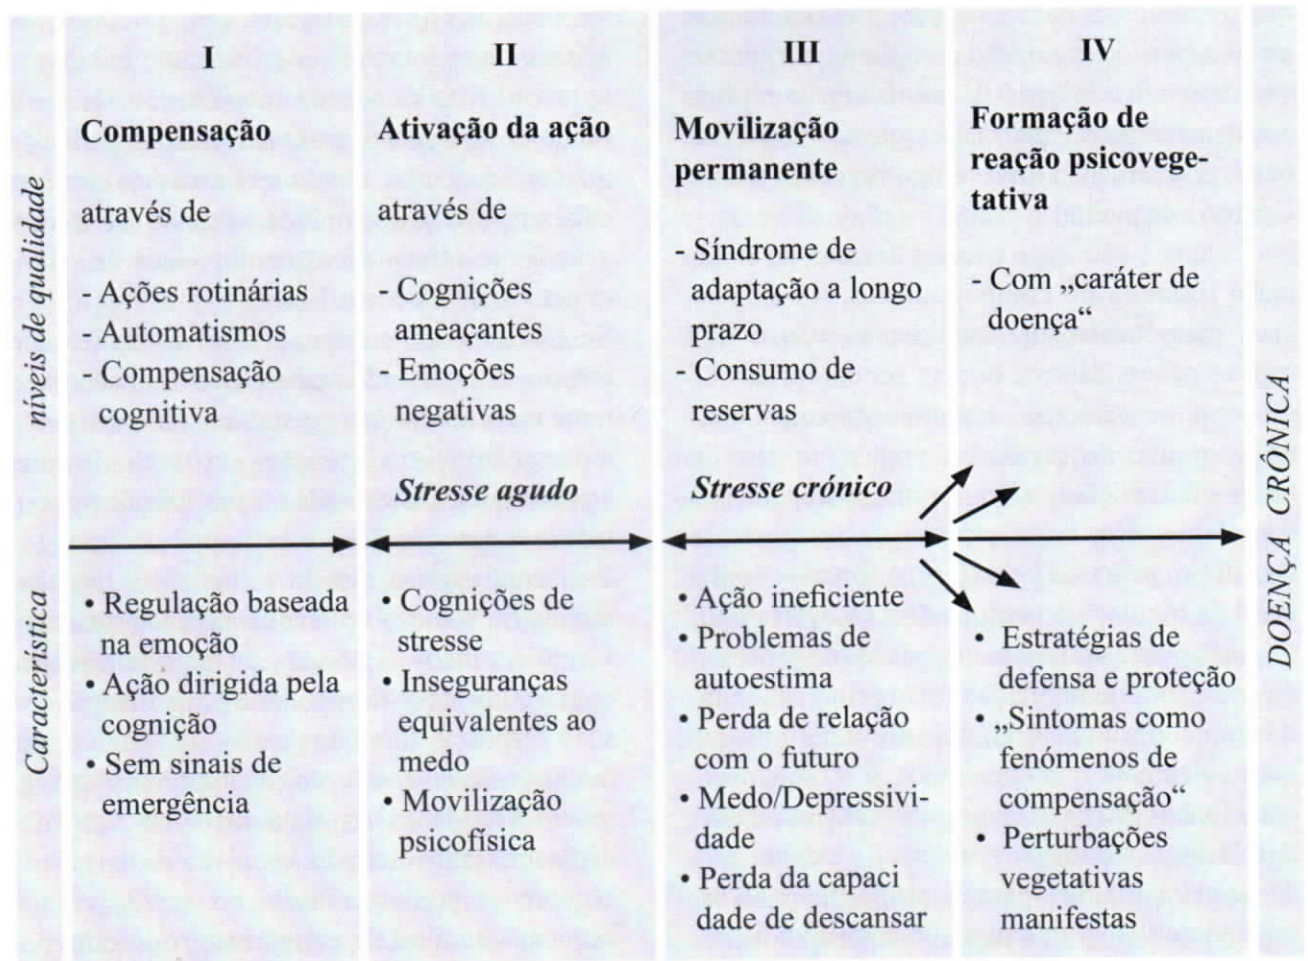 I
Compensação
através de
- Ações rotinárias
- Automatismos
- Compensação
cognitiva
II
Ativação da ação
através de
- Cognições
ameaçantes
- Emoções
negativas
Stresse agudo
III
Movilização
permanente
- Síndrome de
adaptação a longo
prazo
- Consumo de
reservas
Stresse crónico
IV
Formação de
reação psicovege-
tativa
- Com „caráter de
doença“
níveis de qualidade
Característica
• Regulação baseada
na emoção
• Ação dirigida pela
cognição
• Sem sinais de
emergência
• Cognições de
stresse
• Inseguranças
equivalentes ao
medo
• Movilização
psicofísica
• Ação ineficiente
• Problemas de
autoestima
• Perda de relação
com o futuro
• Medo/Depressivi-
dade
• Perda da capaci
dade de descansar
• Estratégias de
defensa e proteção
• „Sintomas como
fenómenos de
compensação“
• Perturbações
vegetativas
manifestas
DOENÇA CRÔNICA